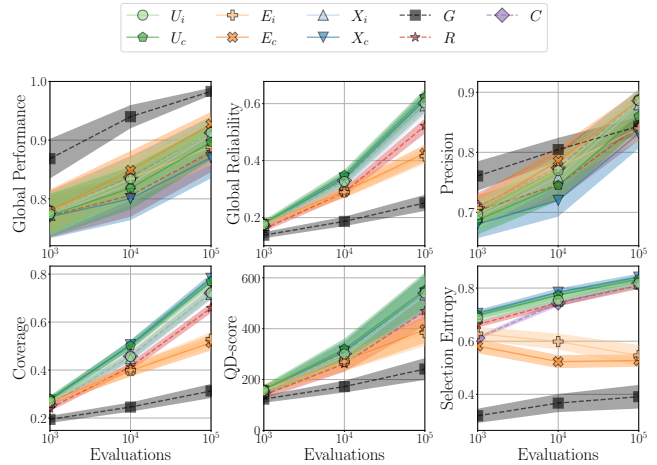 U_i E_i X_i G C
U_c E_c X_c R
Global Performance
1.0
0.9
0.8
10^3 10^4 10^5
Global Reliability
0.6
0.4
0.2
10^3 10^4 10^5
Precision
0.9
0.8
0.7
10^3 10^4 10^5
Coverage
0.8
0.6
0.4
0.2
10^3 10^4 10^5
Evaluations
QD-score
600
400
200
0
10^3 10^4 10^5
Evaluations
Selection Entropy
0.8
0.6
0.4
10^3 10^4 10^5
Evaluations